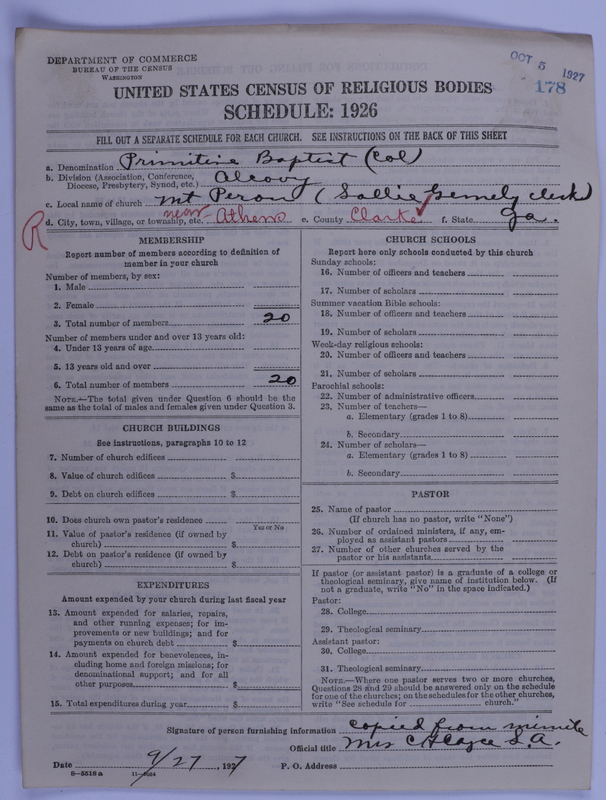 DEPARTMENT OF COMMERCE
BUREAU OF THE CENSUS
WASHINGTON
OCT 5 1927
178
UNITED STATES CENSUS OF RELIGIOUS BODIES
SCHEDULE: 1926
FILL OUT A SEPARATE SCHEDULE FOR EACH CHURCH. SEE INSTRUCTIONS ON THE BACK OF THIS SHEET
a. Denomination Primitive Baptist (Col)
b. Division (Association, Conference, Diocese, Presbytery, Synod, etc.) Alcovy
c. Local name of church Mt Peron (Sallie clerk)
d. City, town, village, or township, etc. near Athens e. County Clarke f. State Ga.
R
MEMBERSHIP
Report number of members according to definition of
member in your church
Number of members, by sex:
1. Male
2. Female
3. Total number of members 20
Number of members under and over 13 years old:
4. Under 13 years of age
5. 13 years old and over
6. Total number of members 20
NOTE.—The total given under Question 6 should be the
same as the total of males and females given under Question 3.
CHURCH BUILDINGS
See instructions, paragraphs 10 to 12
7. Number of church edifices
8. Value of church edifices $
9. Debt on church edifices $
10. Does church own pastor's residence
Yes or No
11. Value of pastor's residence (if owned by
church) $
12. Debt on pastor's residence (if owned by
church) $
EXPENDITURES
Amount expended by your church during last fiscal year
13. Amount expended for salaries, repairs,
and other running expenses; for im-
provements or new buildings; and for
payments on church debt $
14. Amount expended for benevolences, in-
cluding home and foreign missions; for
denominational support; and for all
other purposes $
15. Total expenditures during year $
CHURCH SCHOOLS
Report here only schools conducted by this church
Sunday schools:
16. Number of officers and teachers
17. Number of scholars
Summer vacation Bible schools:
18. Number of officers and teachers
19. Number of scholars
Week-day religious schools:
20. Number of officers and teachers
21. Number of scholars
Parochial schools:
22. Number of administrative officers
23. Number of teachers—
a. Elementary (grades 1 to 8)
b. Secondary
24. Number of scholars—
a. Elementary (grades 1 to 8)
b. Secondary
PASTOR
25. Name of pastor
(If church has no pastor, write "None")
26. Number of ordained ministers, if any, em-
ployed as assistant pastors
27. Number of other churches served by the
pastor or his assistants
If pastor (or assistant pastor) is a graduate of a college or
theological seminary, give name of institution below. (If
not a graduate, write "No" in the space indicated.)
Pastor:
28. College
29. Theological seminary
Assistant pastor:
30. College
31. Theological seminary
NOTE.—Where one pastor serves two or more churches,
Questions 28 and 29 should be answered only on the schedule
for one of the churches; on the schedules for the other churches,
write "See schedule for church."
Signature of person furnishing information copied from minute
Official title Mrs S.A.
Date 9/27, 1927 P. O. Address
8—5518 a